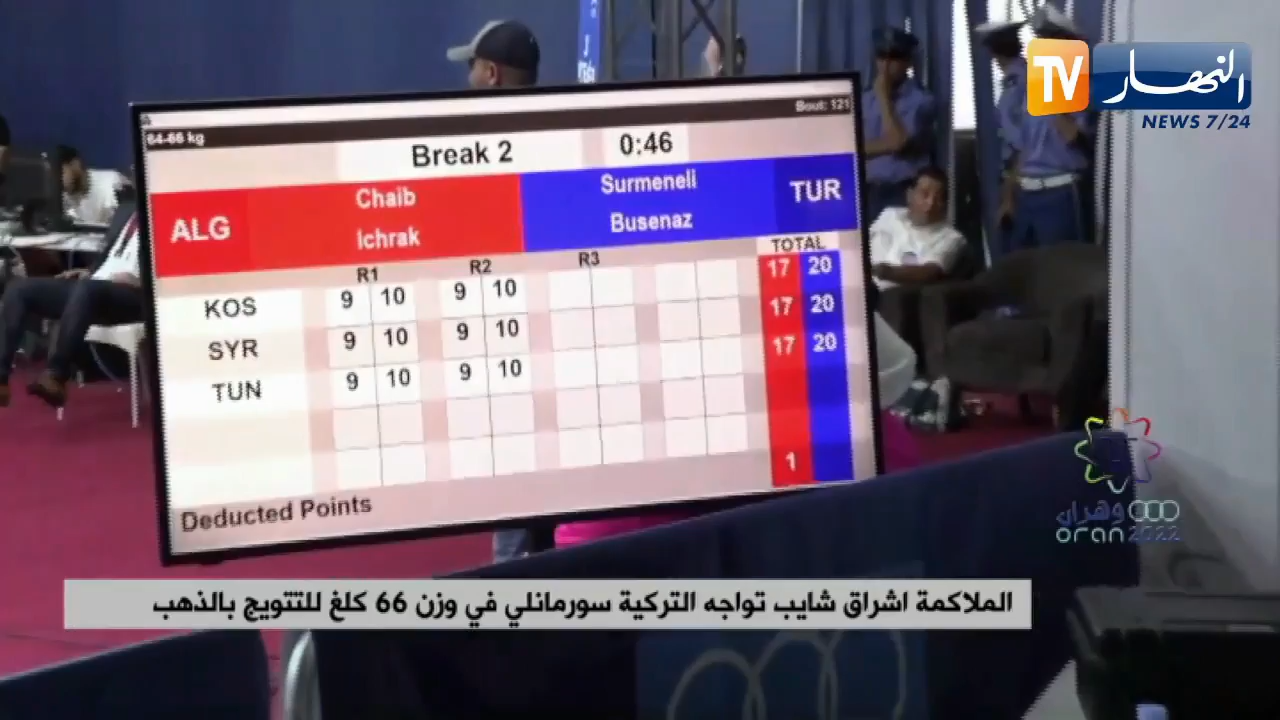 النهار
TV
NEWS 7/24
64-66 kg
Bout: 121
Break 2 0:46
ALG Chaib Ichrak Surmeneli Busenaz TUR
R1 R2 R3 TOTAL
KOS 9 10 9 10 17 20
SYR 9 10 9 10 17 20
TUN 9 10 9 10 17 20
Deducted Points 1
وهران
oran 2022
الملاكمة اشراق شايب تواجه التركية سورمانلي في وزن 66 كلغ للتتويج بالذهب